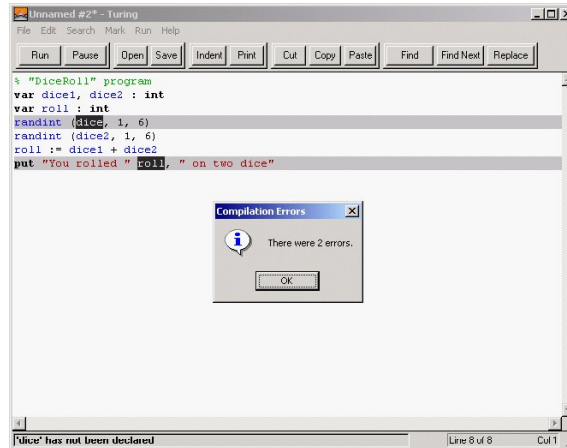 Unnamed #2* - Turing
File Edit Search Mark Run Help
Run Pause Open Save Indent Print Cut Copy Paste Find Find Next Replace
% "DiceRoll" program
var dice1, dice2 : int
var roll : int
randint (dice, 1, 6)
randint (dice2, 1, 6)
roll := dice1 + dice2
put "You rolled " roll, " on two dice"
Compilation Errors
There were 2 errors.
OK
'dice' has not been declared Line 8 of 8 Col 1